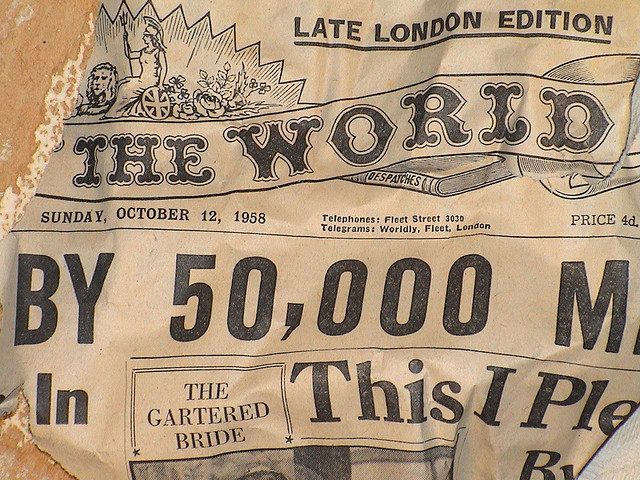 LATE LONDON EDITION
THE WORLD
DESPATCHES
SUNDAY, OCTOBER 12, 1958
Telephones: Fleet Street 3030
Telegrams: Worldly, Fleet, London
PRICE 4d.
BY 50,000 M
In
THE
GARTERED
BRIDE
This I Ple
By